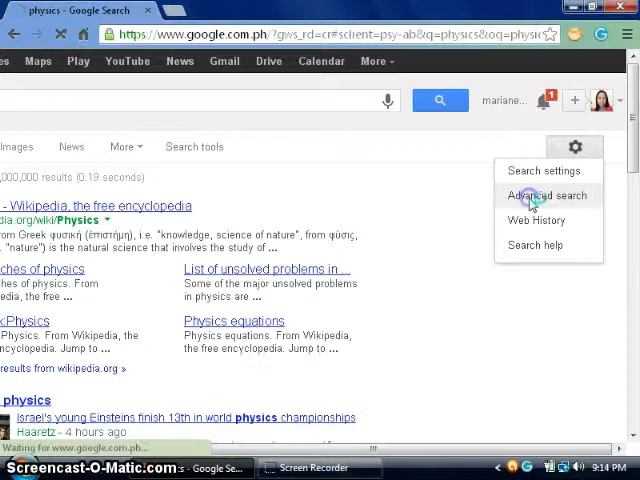 physics - Google Search
https://www.google.com.ph/?gws_rd=cr#sclient=psy-ab&q=physics&oq=physic
es Maps Play YouTube News Gmail Drive Calendar More
mariane... 1 +
Images News More Search tools
,000,000 results (0.19 seconds)
Search settings
Advanced search
Web History
Search help
- Wikipedia, the free encyclopedia
dia.org/wiki/Physics
from Greek φυσική (ἐπιστήμη), i.e. "knowledge, science of nature", from φύσις,
"nature") is the natural science that involves the study of ...
ches of physics
of physics. From
edia, the free ...
List of unsolved problems in ...
Some of the major unsolved problems
in physics are ...
k:Physics
Physics. From Wikipedia, the
encyclopedia. Jump to ...
Physics equations
Physics equations. From Wikipedia,
the free encyclopedia. Jump to ...
results from wikipedia.org »
physics
Israel's young Einsteins finish 13th in world physics championships
Haaretz - 4 hours ago
Waiting for www.google.com.ph...
Screencast-O-Matic.com
cs - Google Se...
Screen Recorder
9:14 PM